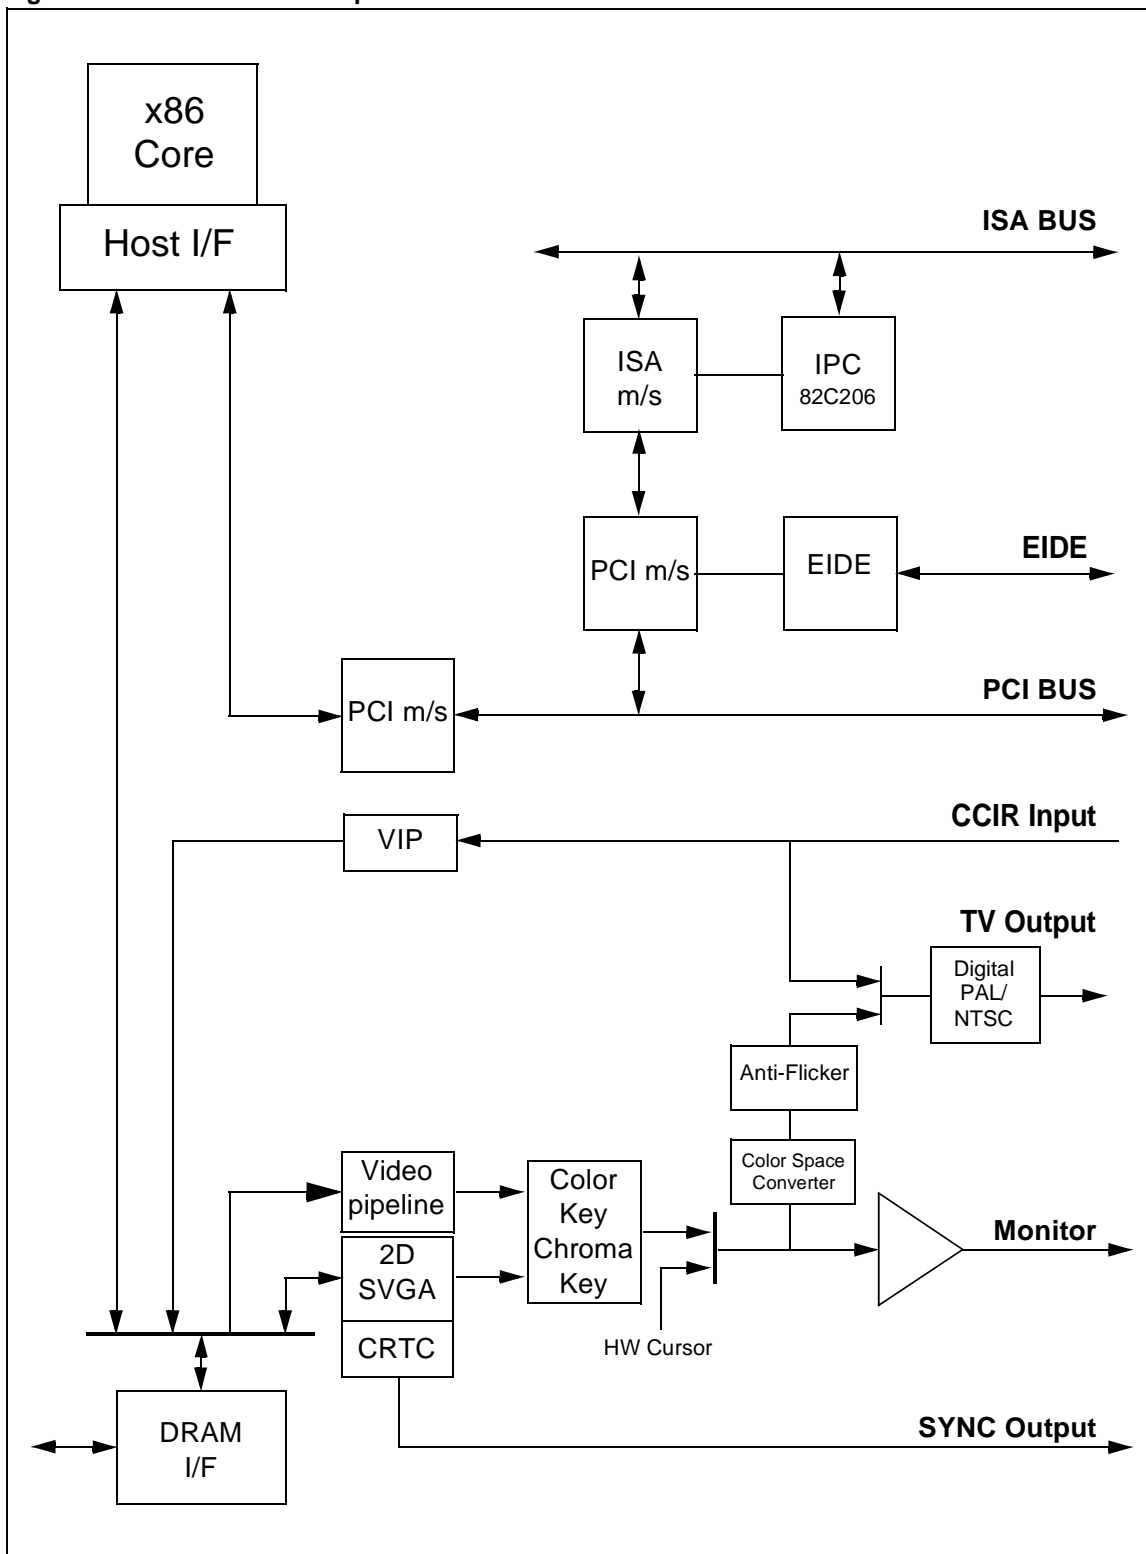 x86
Core
Host I/F
ISA BUS
ISA
m/s
IPC
82C206
PCI m/s
EIDE
EIDE
PCI BUS
PCI m/s
CCIR Input
VIP
TV Output
Digital
PAL/
NTSC
Anti-Flicker
Color Space
Converter
Video
pipeline
Color
Key
Chroma
Key
2D
SVGA
CRTC
Monitor
HW Cursor
DRAM
I/F
SYNC Output